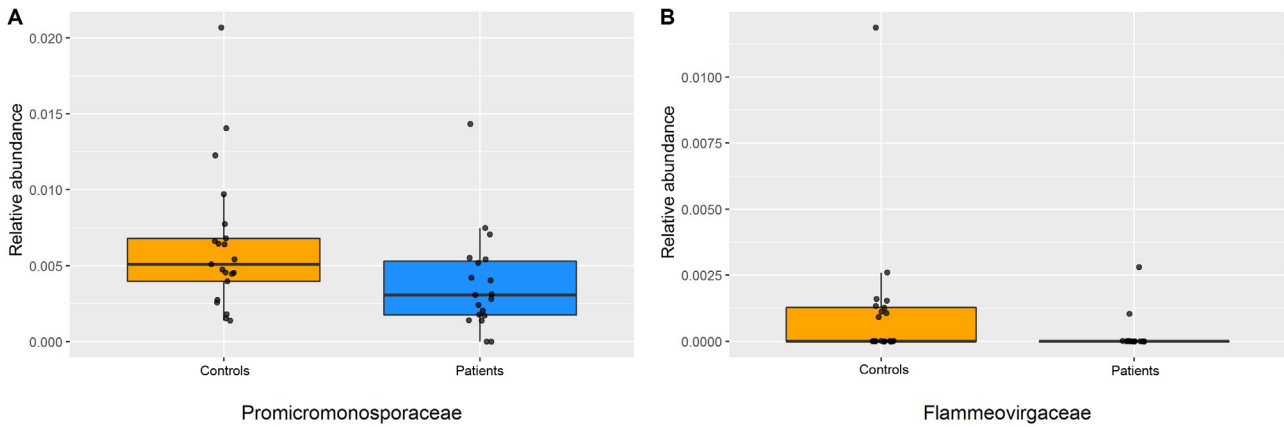 A
Relative abundance
0.020
0.015
0.010
0.005
0.000
Controls
Patients
Promicromonosporaceae
B
Relative abundance
0.0100
0.0075
0.0050
0.0025
0.0000
Controls
Patients
Flammeovirgaceae